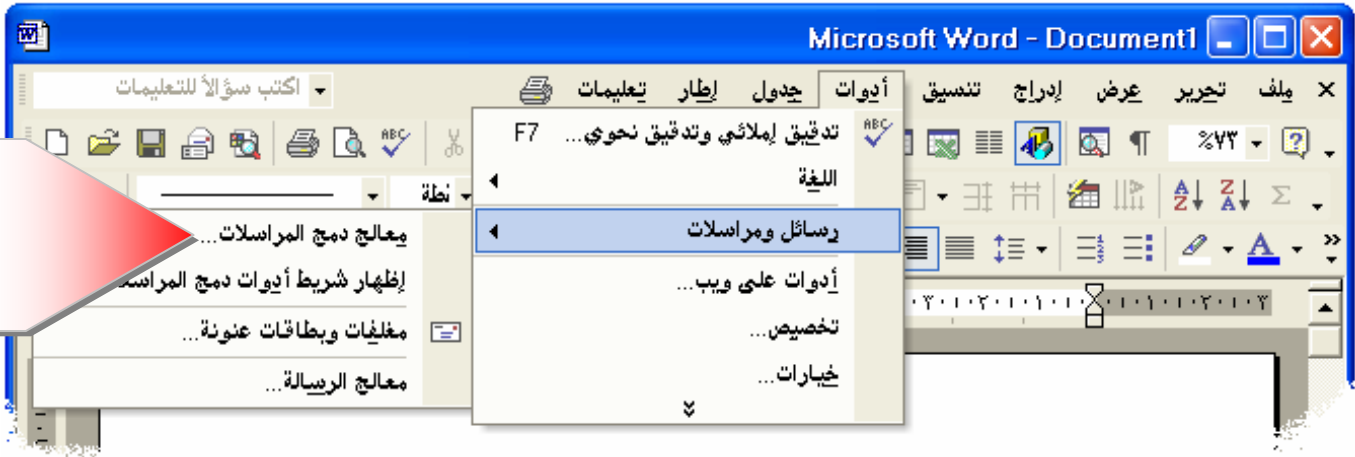 Microsoft Word - Document1
ملف تحرير عرض إدراج تنسيق أدوات جدول إطار تعليمات اكتب سؤالاً للتعليمات
٧٣%
نطة
تدقيق إملائي وتدقيق نحوي... F7
اللغة
رسائل ومراسلات
أدوات على ويب...
تخصيص...
خيارات...
معالج دمج المراسلات...
إظهار شريط أدوات دمج
مغلفات وبطاقات عنونة...
معالج الرسالة...